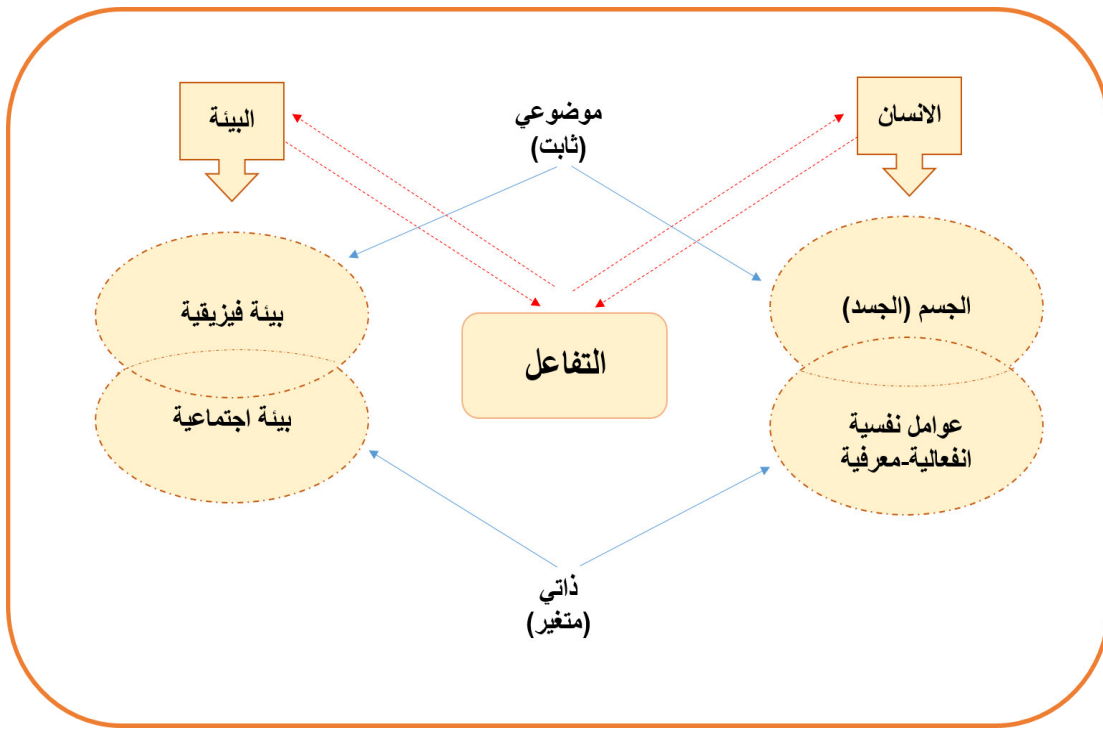 الانسان
موضوعي
(ثابت)
البيئة
الجسم (الجسد)
بيئة فيزيقية
التفاعل
عوامل نفسية
انفعالية-معرفية
بيئة اجتماعية
ذاتي
(متغير)